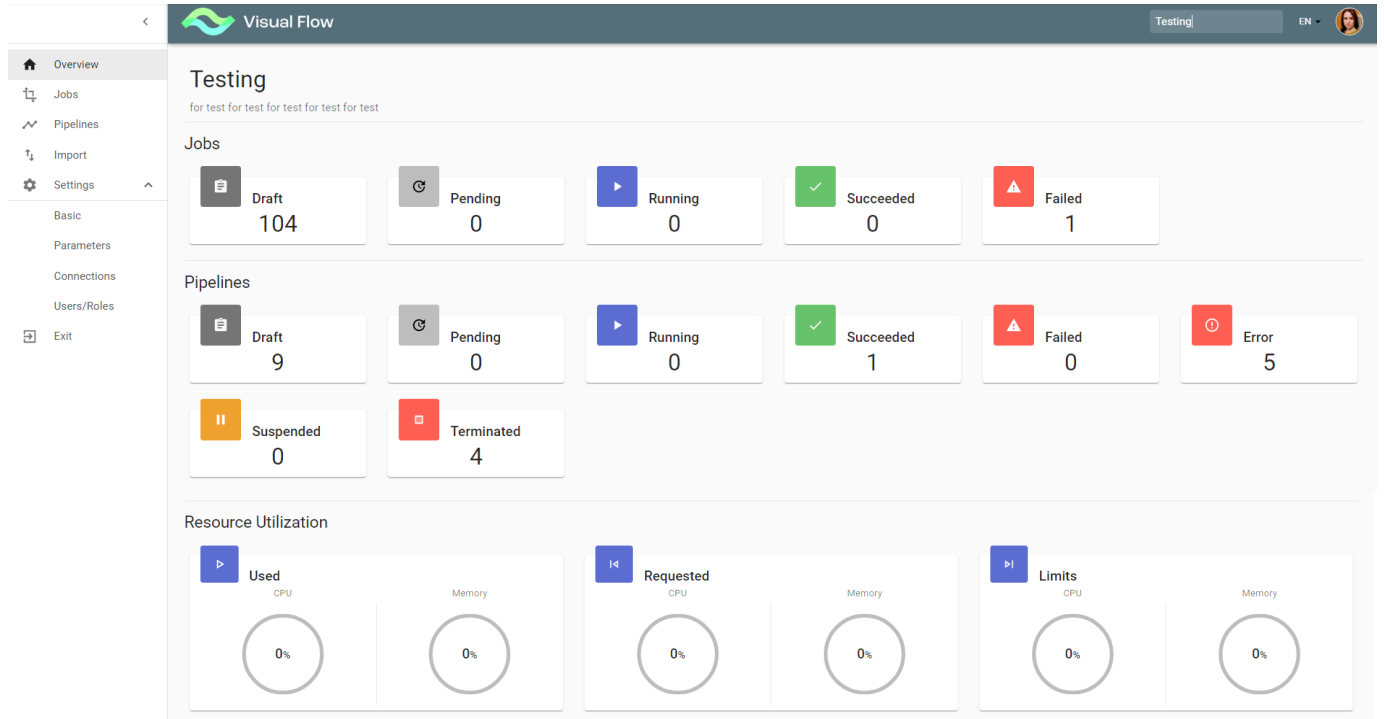 Visual Flow
Testing
EN
Overview
Jobs
Pipelines
Import
Settings
Basic
Parameters
Connections
Users/Roles
Exit
Testing
for test for test for test for test for test
Jobs
Draft
104
Pending
0
Running
0
Succeeded
0
Failed
1
Pipelines
Draft
9
Pending
0
Running
0
Succeeded
1
Failed
0
Error
5
Suspended
0
Terminated
4
Resource Utilization
Used
CPU
Memory
0%
0%
Requested
CPU
Memory
0%
0%
Limits
CPU
Memory
0%
0%